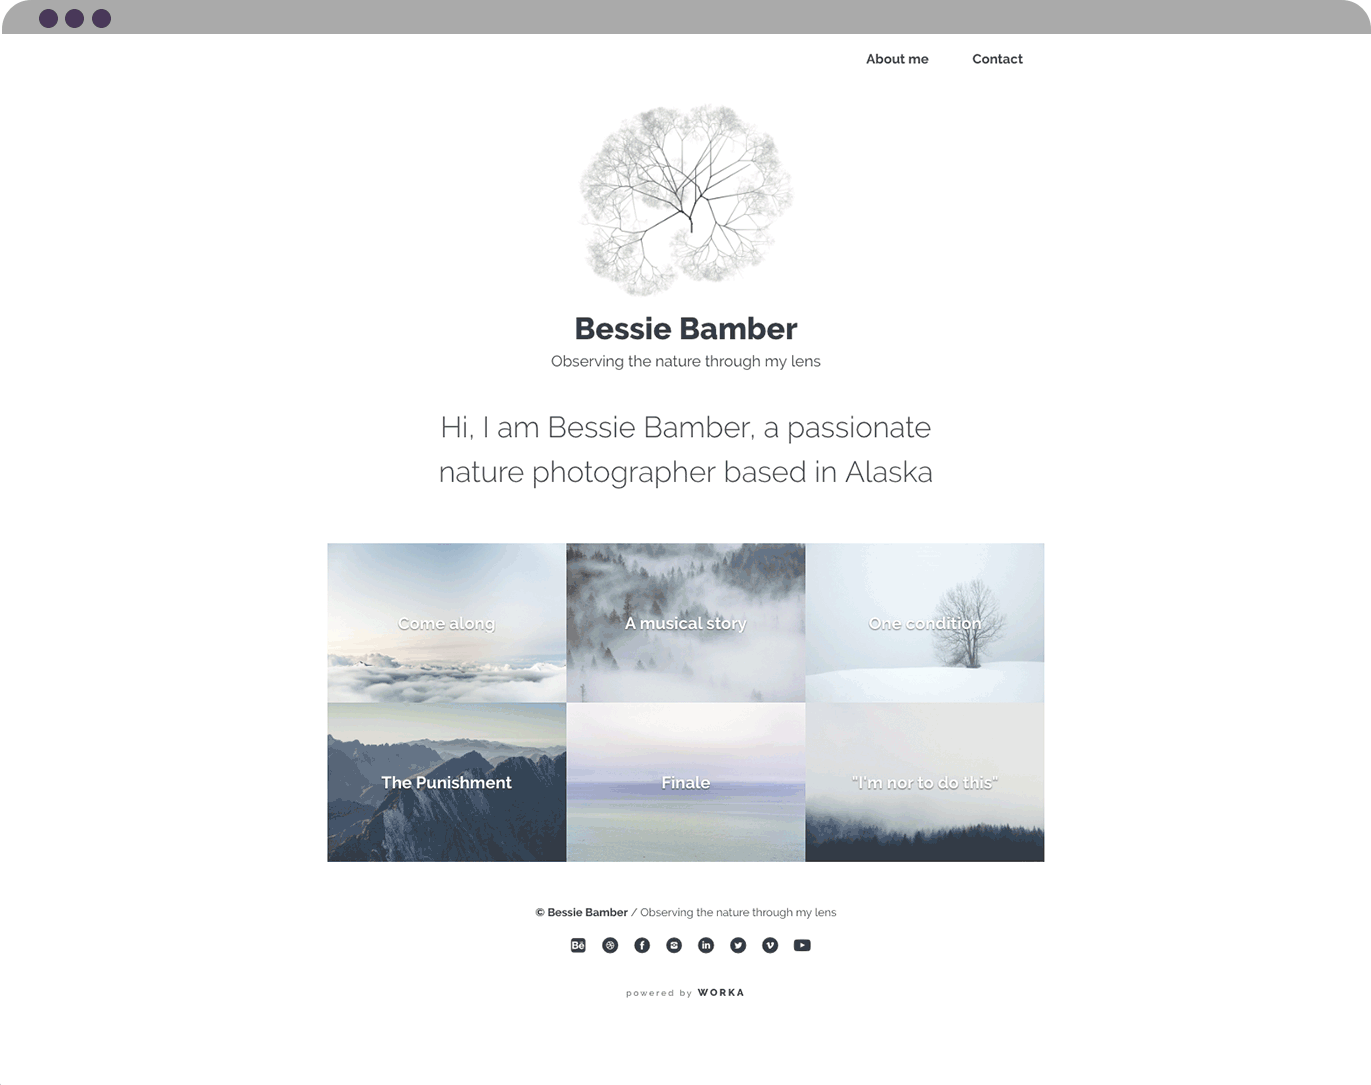 About me Contact
Bessie Bamber
Observing the nature through my lens
Hi, I am Bessie Bamber, a passionate
nature photographer based in Alaska
Come along
A musical story
One condition
The Punishment
Finale
"I'm nor to do this"
© Bessie Bamber / Observing the nature through my lens
Bē
f
in
v
powered by WORKA